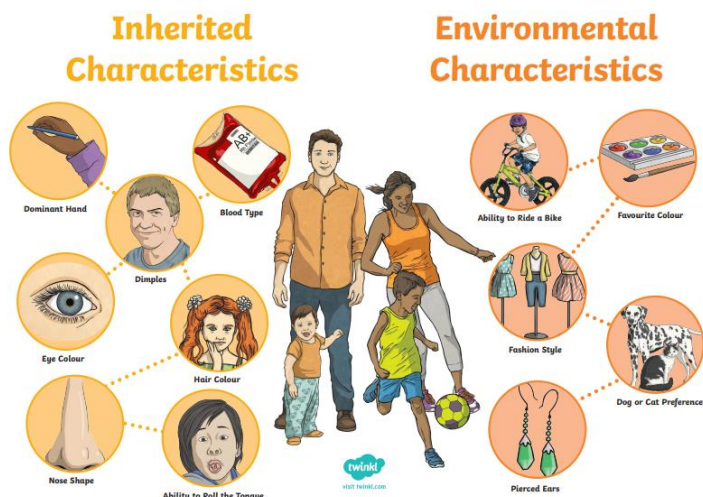 Inherited
Characteristics
Environmental
Characteristics
AB+
Dominant Hand
Blood Type
Dimples
Eye Colour
Hair Colour
Nose Shape
Ability to Roll the Tongue
Ability to Ride a Bike
Favourite Colour
Fashion Style
Dog or Cat Preference
Pierced Ears
twinkl
visit twinkl.com